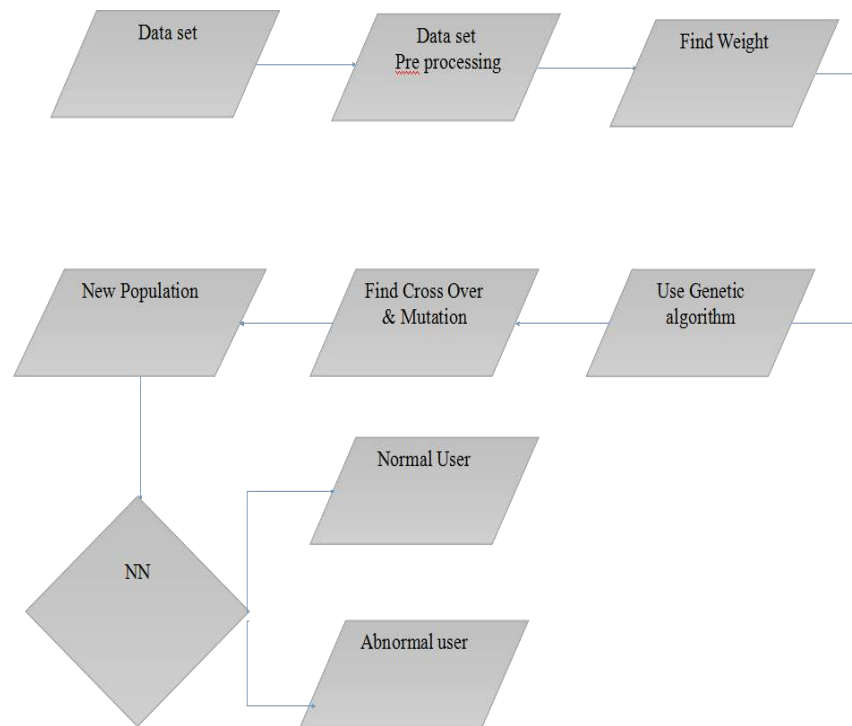 Data set
Data set
Pre processing
Find Weight
New Population
Find Cross Over
& Mutation
Use Genetic
algorithm
Normal User
NN
Abnormal user